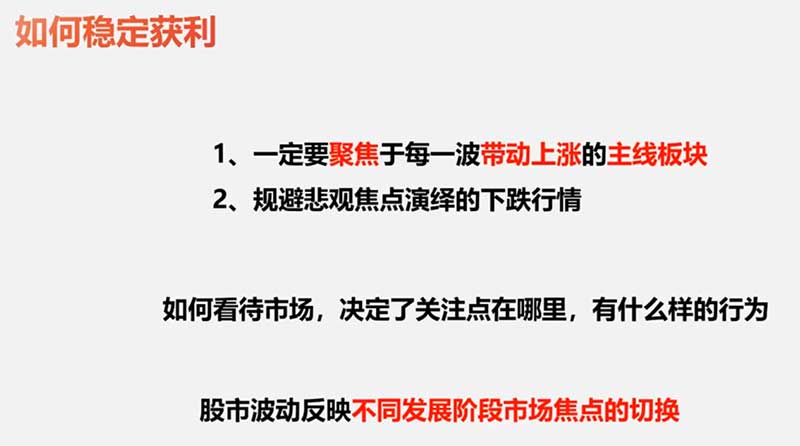 如何稳定获利
1、一定要聚焦于每一波带动上涨的主线板块
2、规避悲观焦点演绎的下跌行情
如何看待市场，决定了关注点在哪里，有什么样的行为
股市波动反映不同发展阶段市场焦点的切换